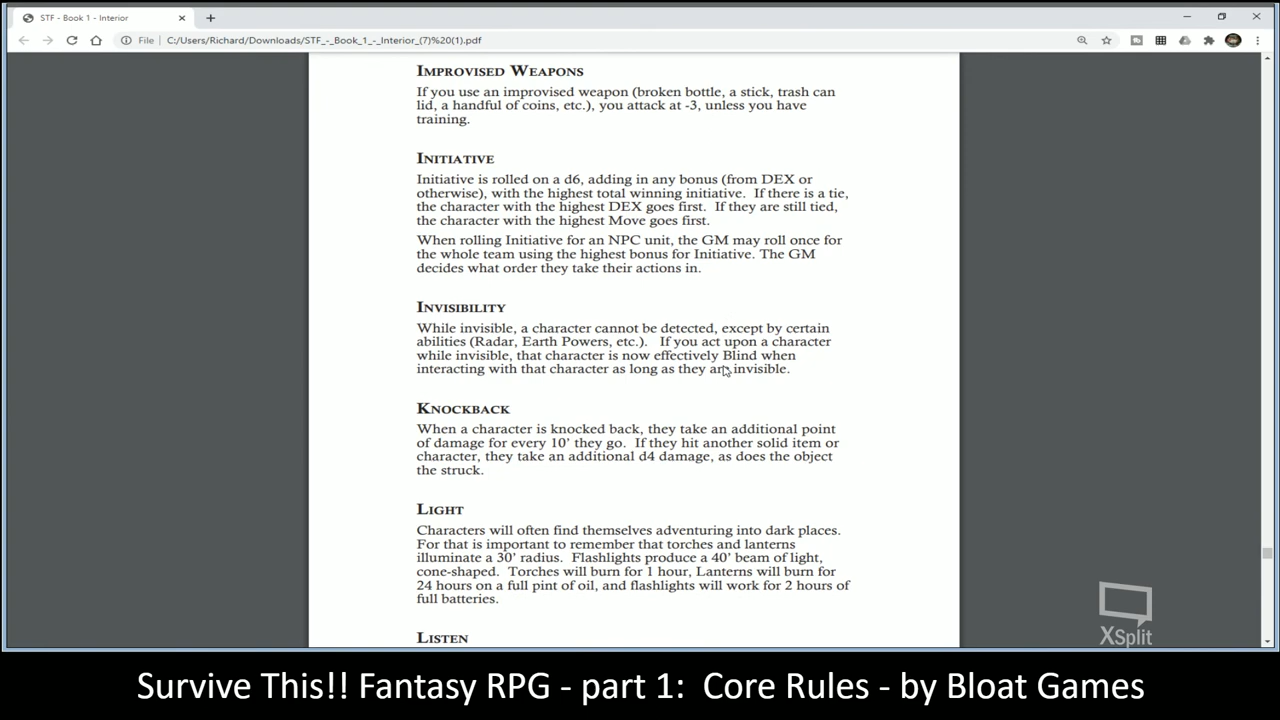 STF - Book 1 - Interior
File | C:/Users/Richard/Downloads/STF_-_Book_1_-_Interior_(7)%20(1).pdf
IMPROVISED WEAPONS
If you use an improvised weapon (broken bottle, a stick, trash can
lid, a handful of coins, etc.), you attack at -3, unless you have
training.
INITIATIVE
Initiative is rolled on a d6, adding in any bonus (from DEX or
otherwise), with the highest total winning initiative. If there is a tie,
the character with the highest DEX goes first. If they are still tied,
the character with the highest Move goes first.
When rolling Initiative for an NPC unit, the GM may roll once for
the whole team using the highest bonus for Initiative. The GM
decides what order they take their actions in.
INVISIBILITY
While invisible, a character cannot be detected, except by certain
abilities (Radar, Earth Powers, etc.). If you act upon a character
while invisible, that character is now effectively Blind when
interacting with that character as long as they are invisible.
KNOCKBACK
When a character is knocked back, they take an additional point
of damage for every 10’ they go. If they hit another solid item or
character, they take an additional d4 damage, as does the object
the struck.
LIGHT
Characters will often find themselves adventuring into dark places.
For that is important to remember that torches and lanterns
illuminate a 30’ radius. Flashlights produce a 40’ beam of light,
cone-shaped. Torches will burn for 1 hour, Lanterns will burn for
24 hours on a full pint of oil, and flashlights will work for 2 hours of
full batteries.
LISTEN
XSplit
Survive This!! Fantasy RPG - part 1: Core Rules - by Bloat Games